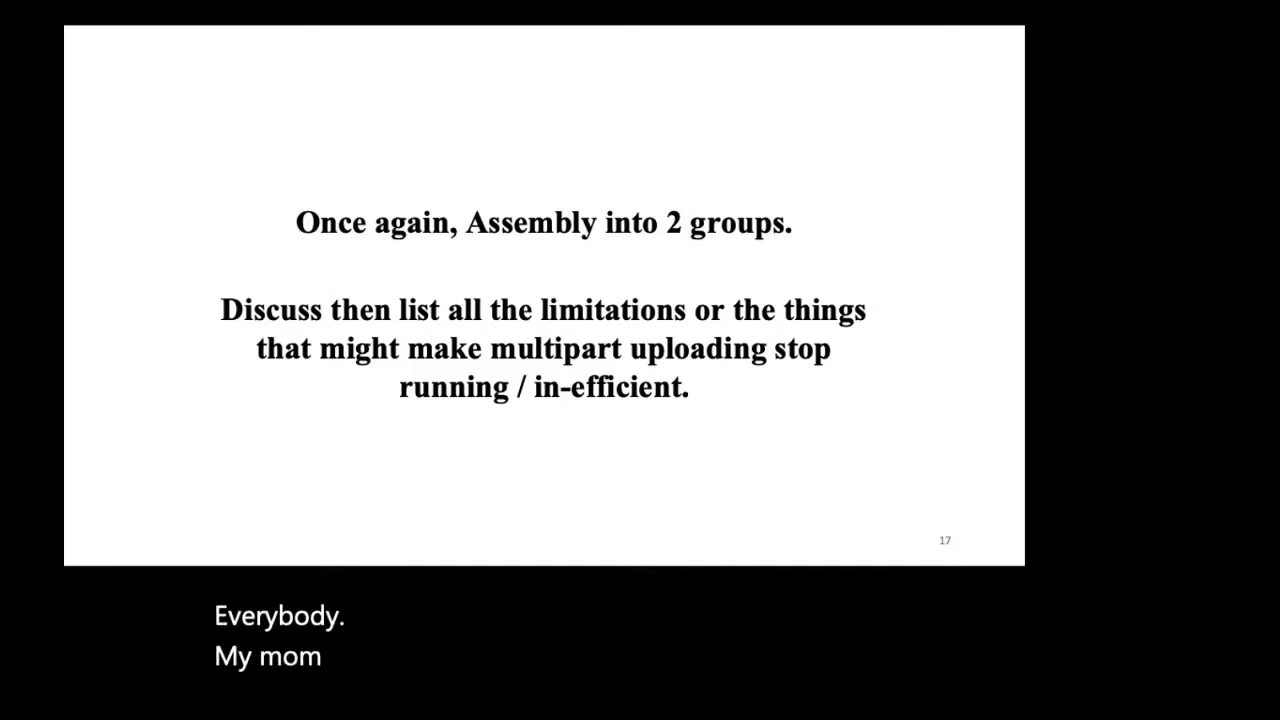 Once again, Assembly into 2 groups.
Discuss then list all the limitations or the things
that might make multipart uploading stop
running / in-efficient.
17
Everybody.
My mom